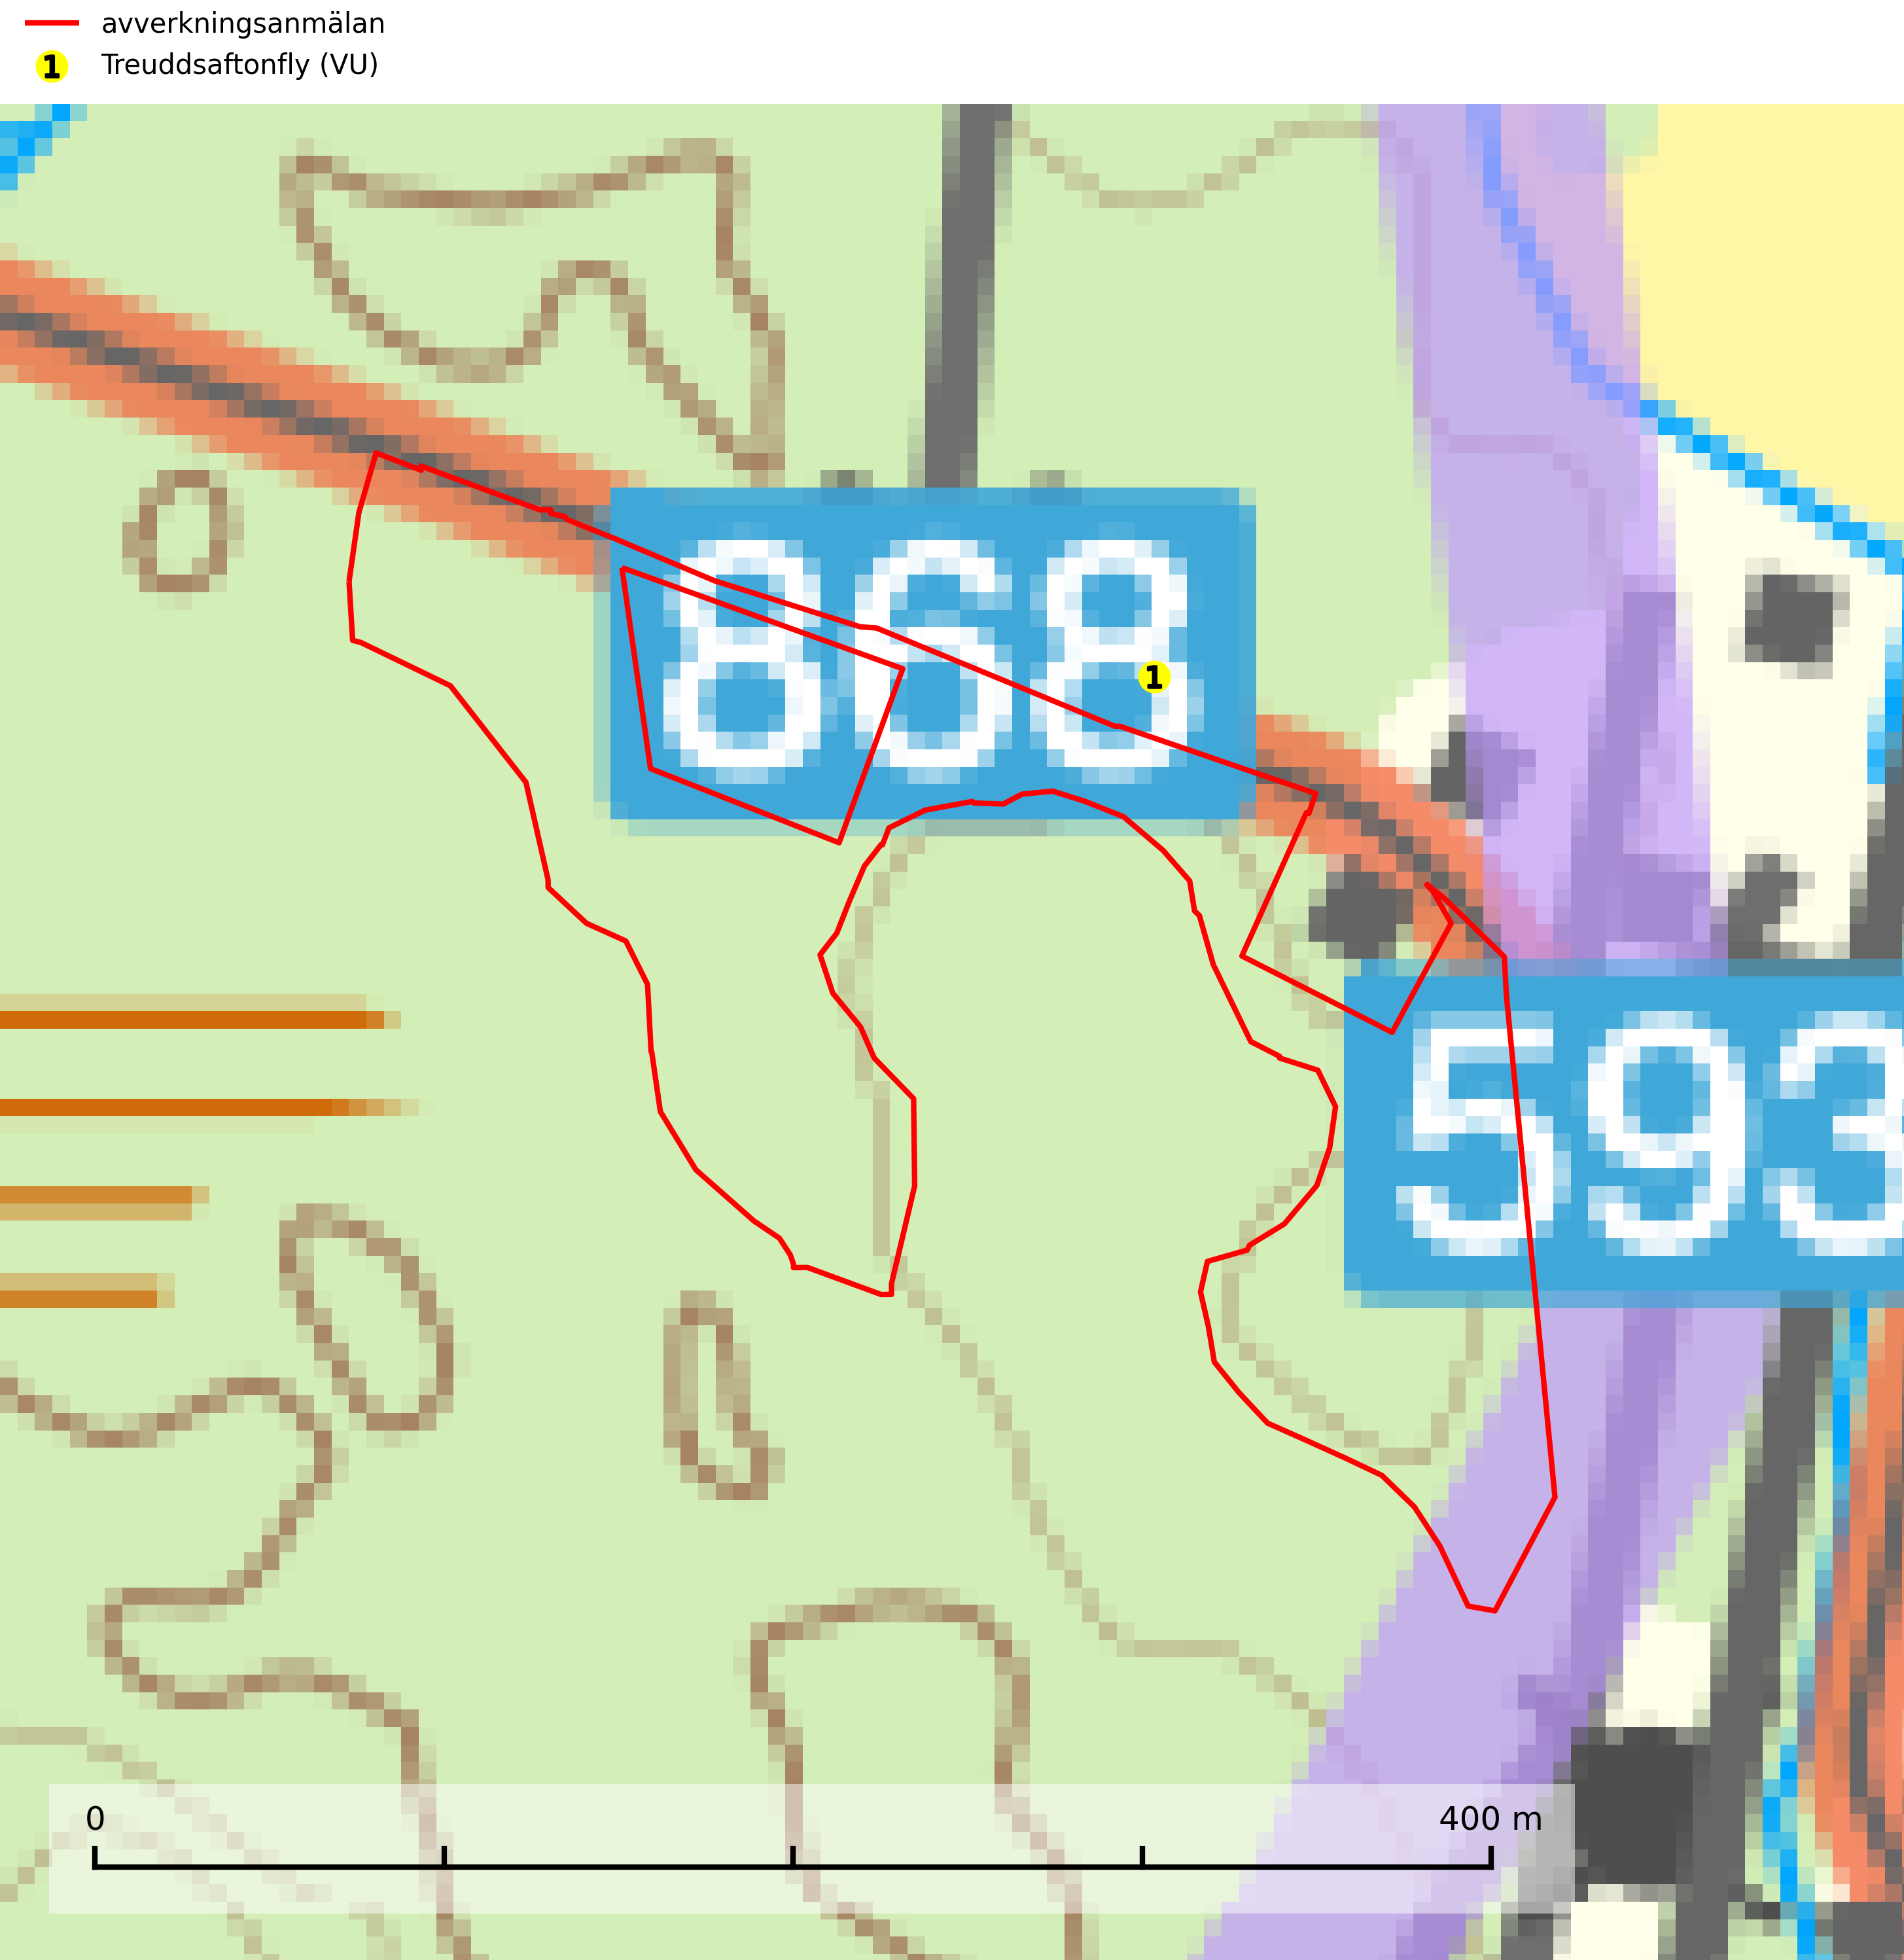 avverkningsanmälan
1 Treuddsaftonfly (VU)
868
1
593
0 400 m